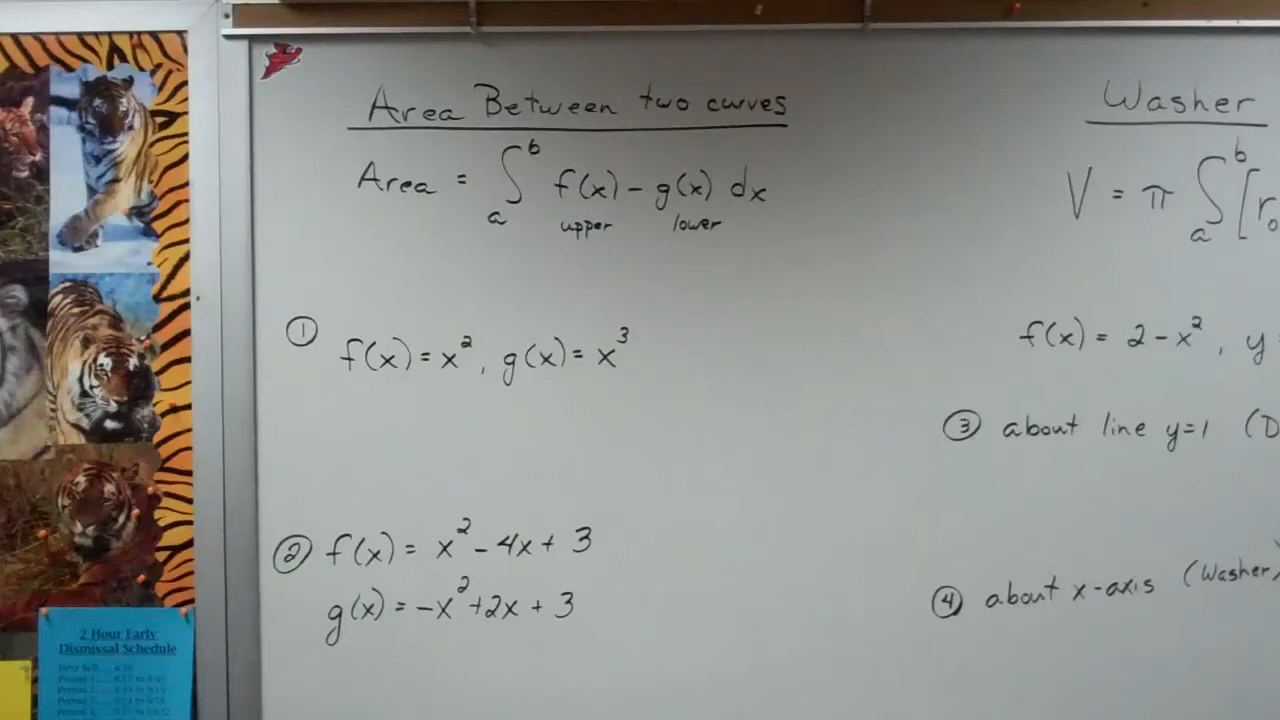 Area Between two curves
Area = ∫ₐᵇ f(x) - g(x) dx
upper lower
① f(x) = x², g(x) = x³
② f(x) = x² - 4x + 3
g(x) = -x² + 2x + 3
Washer
V = π ∫ₐᵇ [r₀
f(x) = 2 - x², y
③ about line y=1 (D
④ about x-axis (Washer
2 Hour Early
Dismissal Schedule